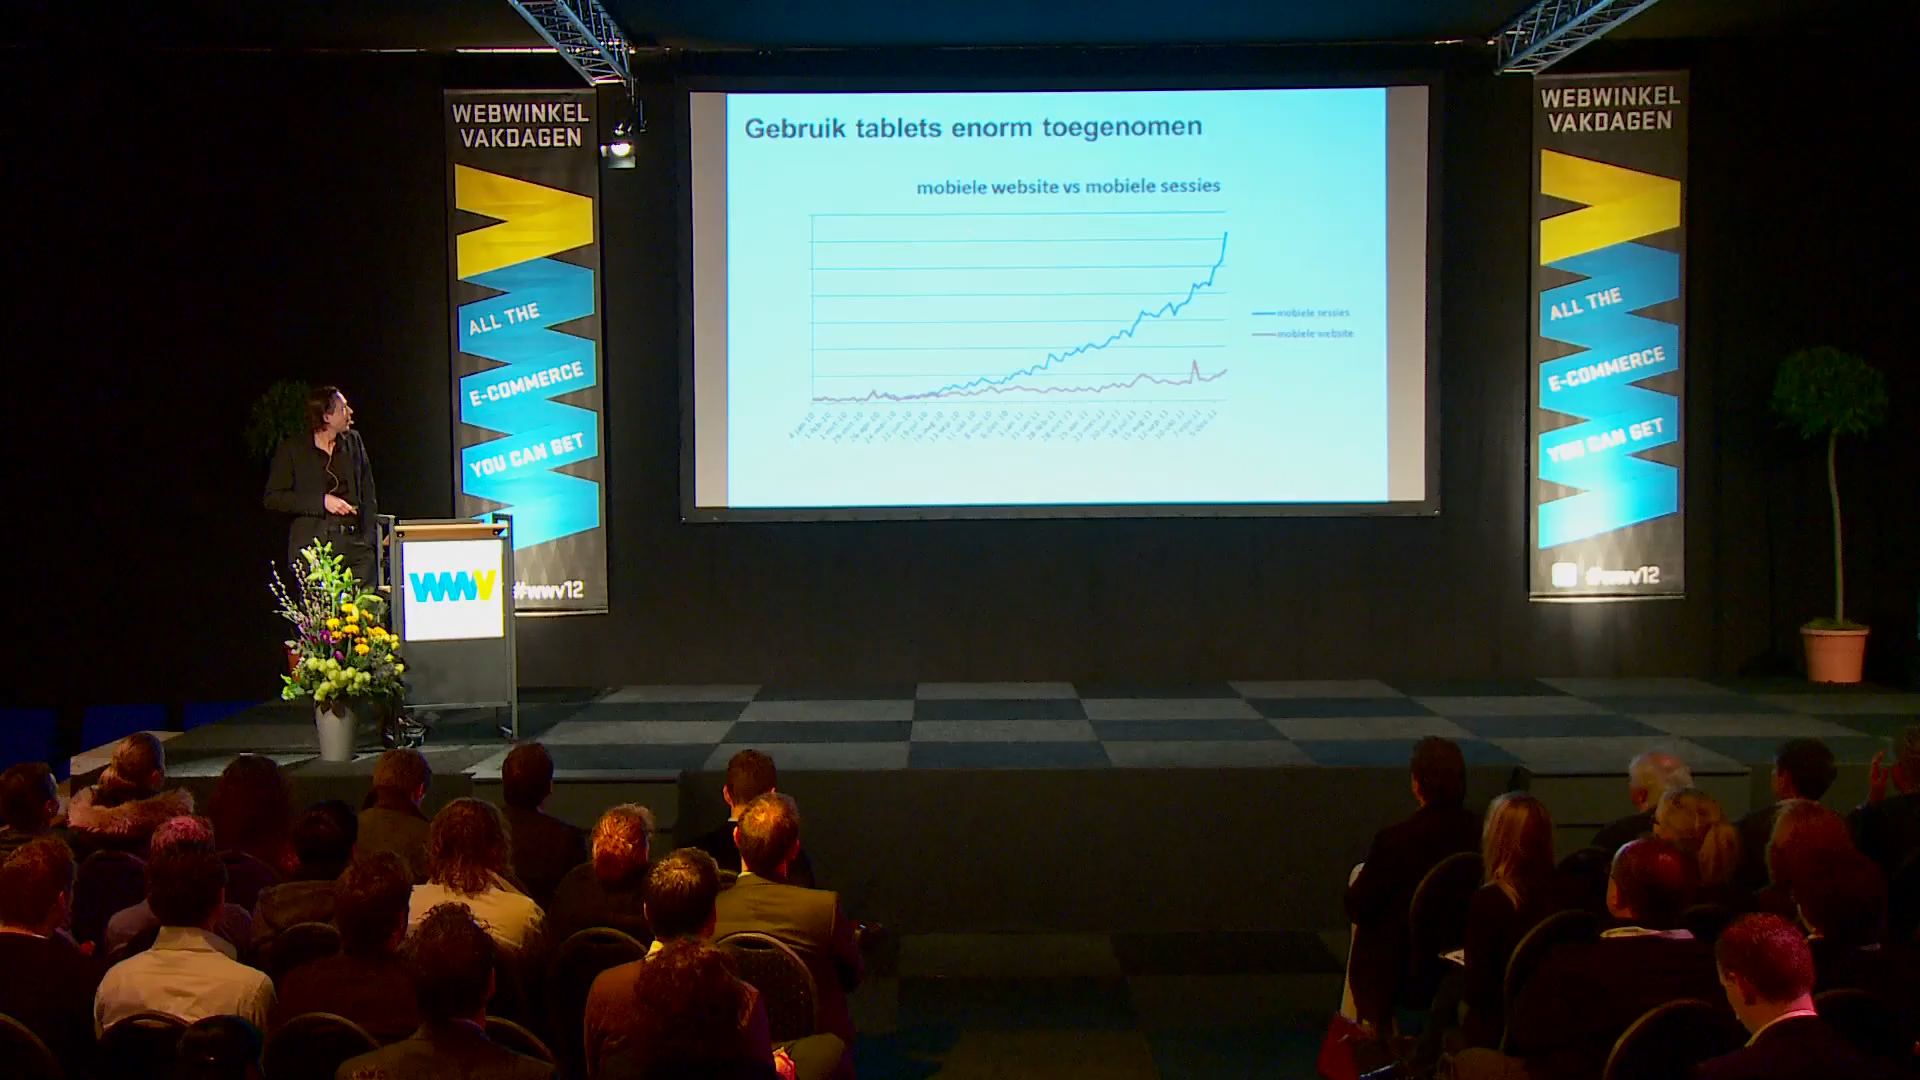 WEBWINKEL
VAKDAGEN
ALL THE
E-COMMERCE
YOU CAN GET
#wwv12
WWV
Gebruik tablets enorm toegenomen
mobiele website vs mobiele sessies
mobiele sessies
mobiele website
WEBWINKEL
VAKDAGEN
ALL THE
E-COMMERCE
YOU CAN GET
#wwv12